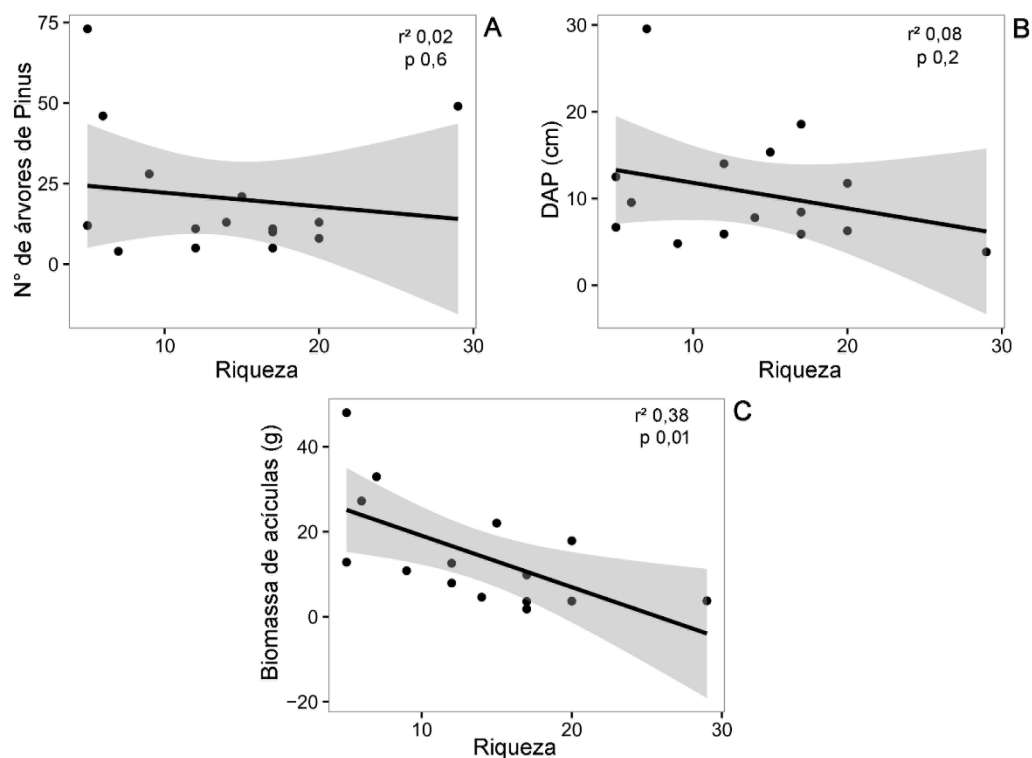 A
r² 0,02
p 0,6
75
50
25
0
N° de árvores de Pinus
10
20
30
Riqueza
B
r² 0,08
p 0,2
30
20
10
0
DAP (cm)
10
20
30
Riqueza
C
r² 0,38
p 0,01
40
20
0
−20
Biomassa de acículas (g)
10
20
30
Riqueza